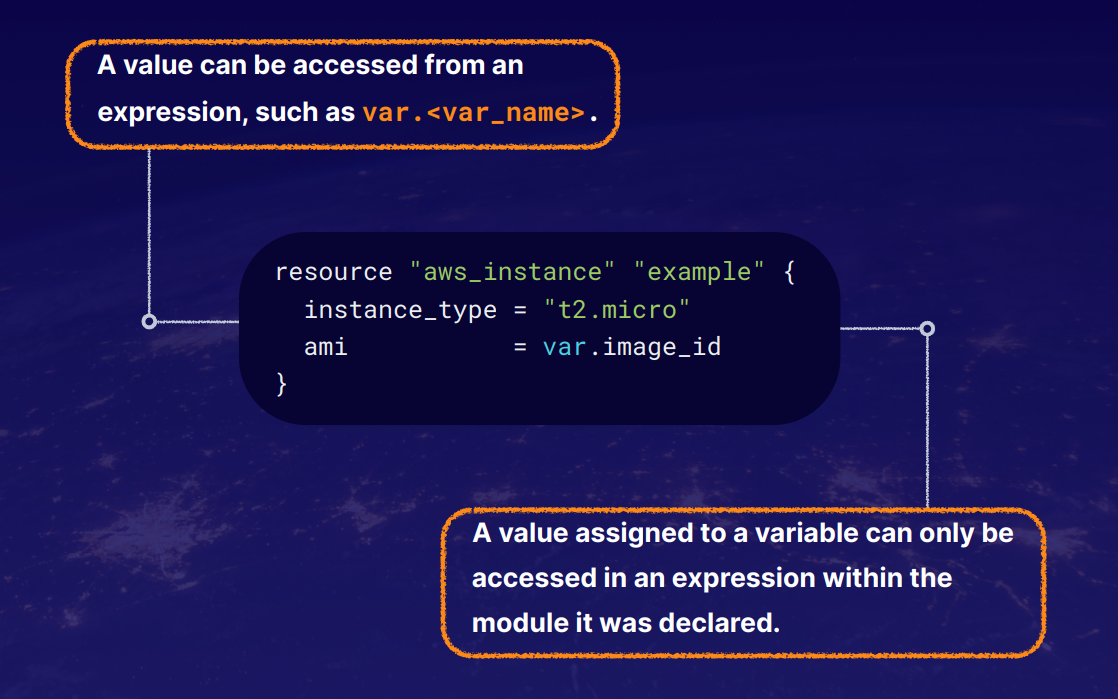 A value can be accessed from an
expression, such as var.<var_name>.
resource "aws_instance" "example" {
  instance_type = "t2.micro"
  ami           = var.image_id
}
A value assigned to a variable can only be
accessed in an expression within the
module it was declared.